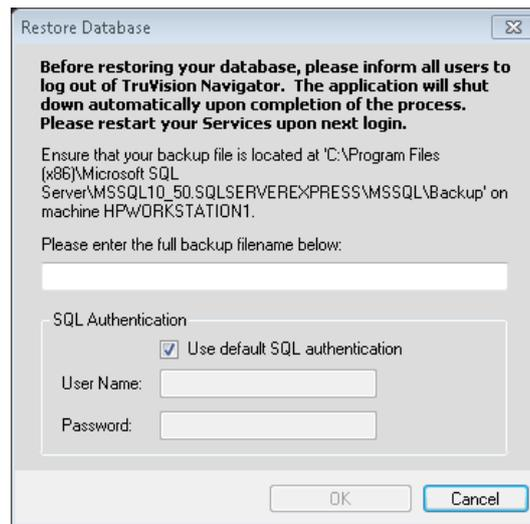 Restore Database
Before restoring your database, please inform all users to
log out of TruVision Navigator. The application will shut
down automatically upon completion of the process.
Please restart your Services upon next login.
Ensure that your backup file is located at 'C:\Program Files
(x86)\Microsoft SQL
Server\MSSQL10_50.SQLSERVEREXPRESS\MSSQL\Backup' on
machine HPWORKSTATION1.
Please enter the full backup filename below:
SQL Authentication
Use default SQL authentication
User Name:
Password:
OK
Cancel